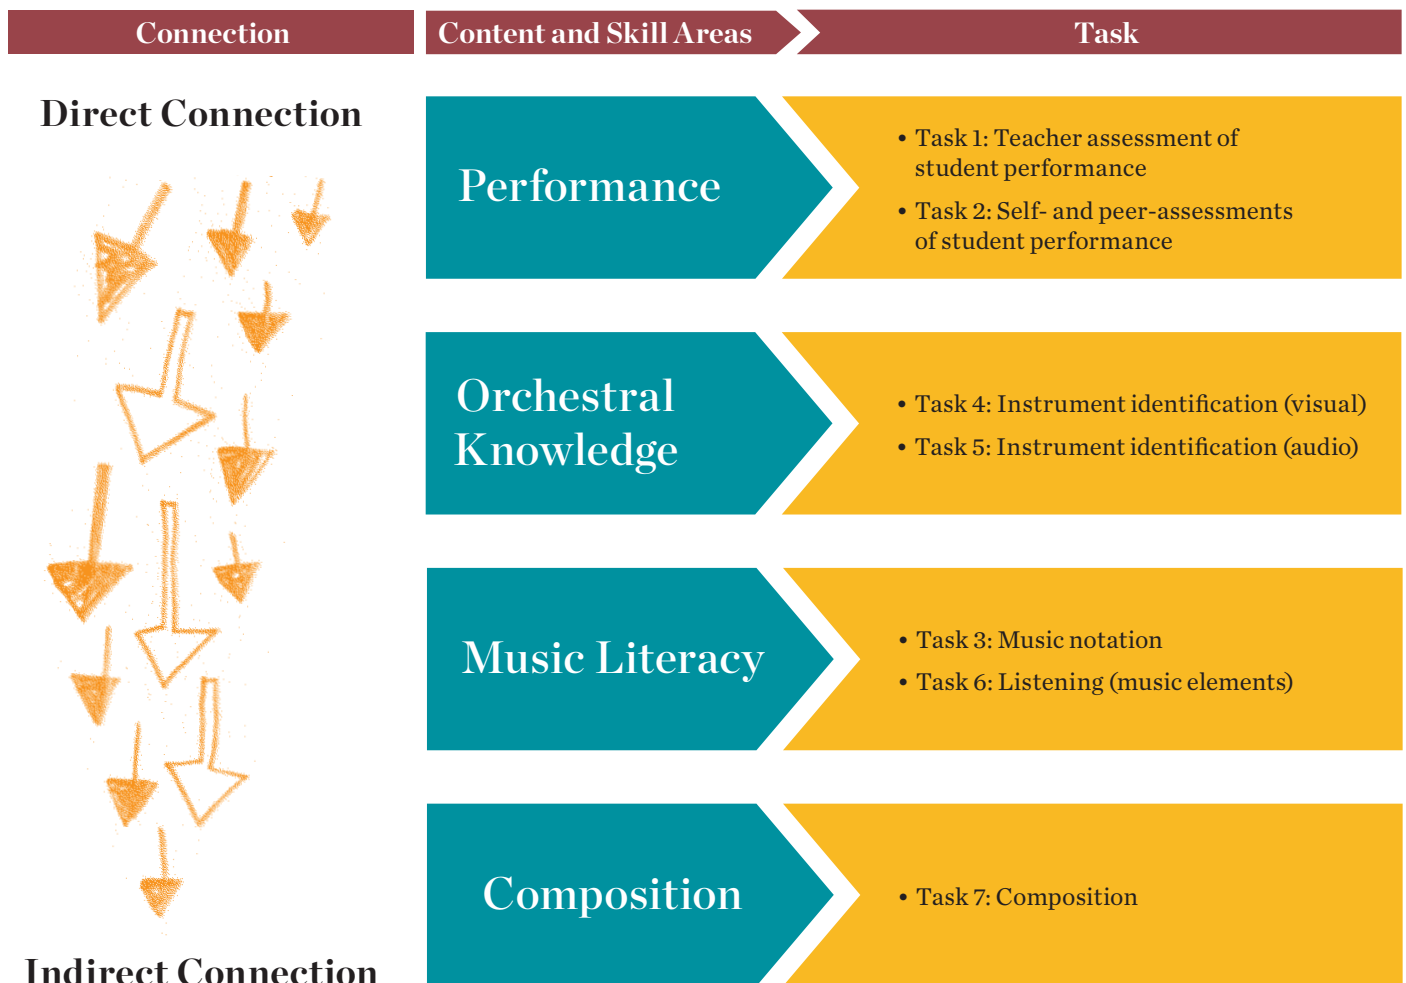 Connection
Content and Skill Areas
Task
Direct Connection
Performance
• Task 1: Teacher assessment of
student performance
• Task 2: Self- and peer-assessments
of student performance
Orchestral
Knowledge
• Task 4: Instrument identification (visual)
• Task 5: Instrument identification (audio)
Music Literacy
• Task 3: Music notation
• Task 6: Listening (music elements)
Composition
• Task 7: Composition
Indirect Connection